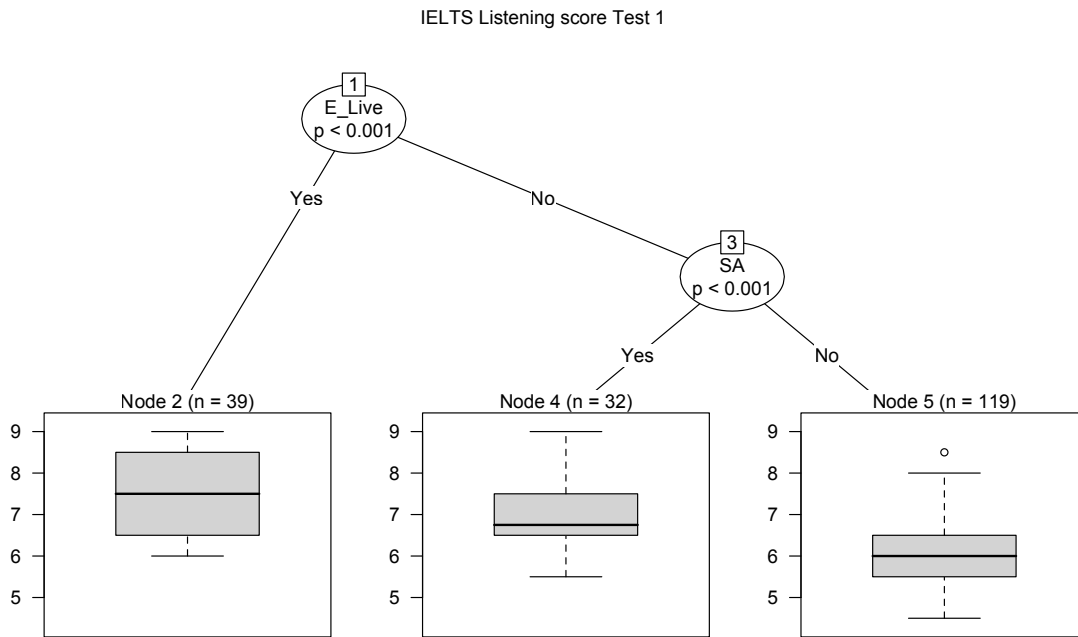 IELTS Listening score Test 1
1
E_Live
p < 0.001
Yes
No
3
SA
p < 0.001
Yes
No
Node 2 (n = 39)
9
8
7
6
5
Node 4 (n = 32)
9
8
7
6
5
Node 5 (n = 119)
9
8
7
6
5